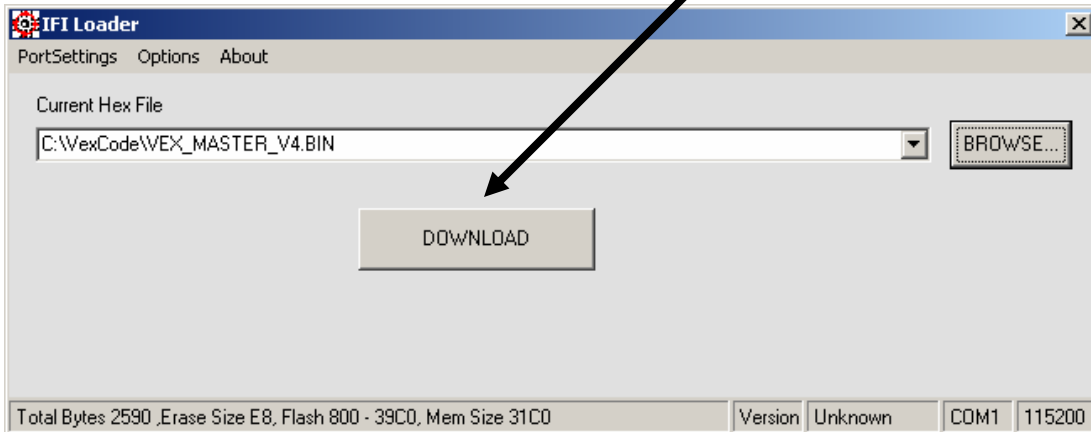 IFI Loader
PortSettings Options About
Current Hex File
C:\VexCode\VEX_MASTER_V4.BIN BROWSE...
DOWNLOAD
Total Bytes 2590 ,Erase Size E8, Flash 800 - 39C0, Mem Size 31C0 Version Unknown COM1 115200